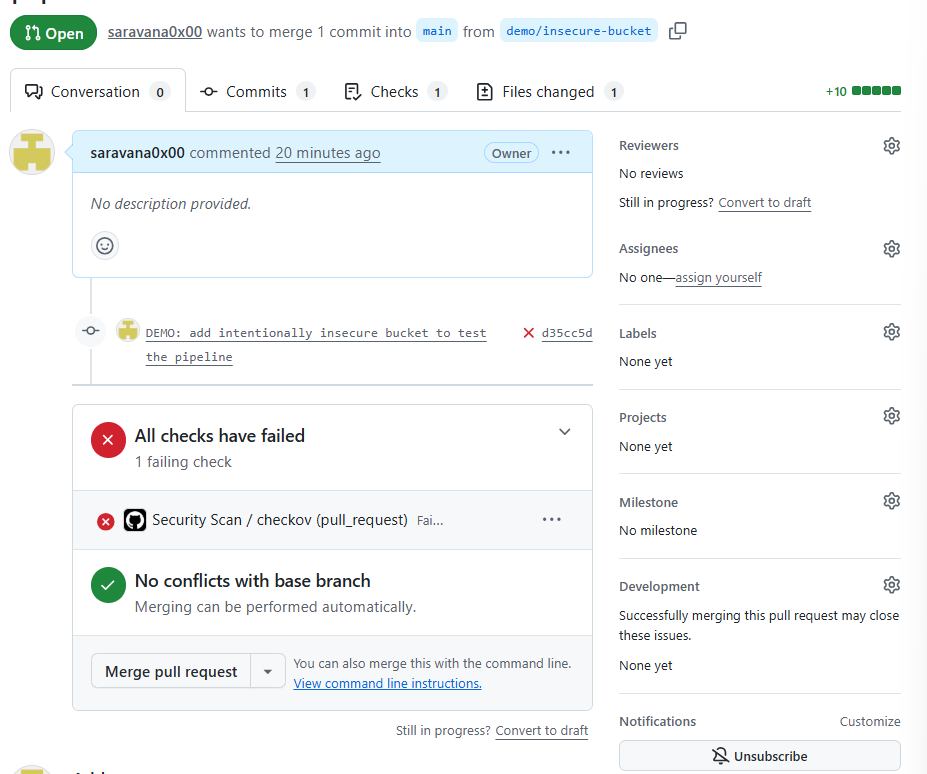 Open saravana0x00 wants to merge 1 commit into main from demo/insecure-bucket
Conversation 0 Commits 1 Checks 1 Files changed 1 +10
saravana0x00 commented 20 minutes ago Owner
No description provided.
DEMO: add intentionally insecure bucket to test d35cc5d
the pipeline
All checks have failed
1 failing check
Security Scan / checkov (pull_request) Fai...
No conflicts with base branch
Merging can be performed automatically.
Merge pull request
You can also merge this with the command line.
View command line instructions.
Still in progress? Convert to draft
Reviewers
No reviews
Still in progress? Convert to draft
Assignees
No one—assign yourself
Labels
None yet
Projects
None yet
Milestone
No milestone
Development
Successfully merging this pull request may close
these issues.
None yet
Notifications Customize
Unsubscribe